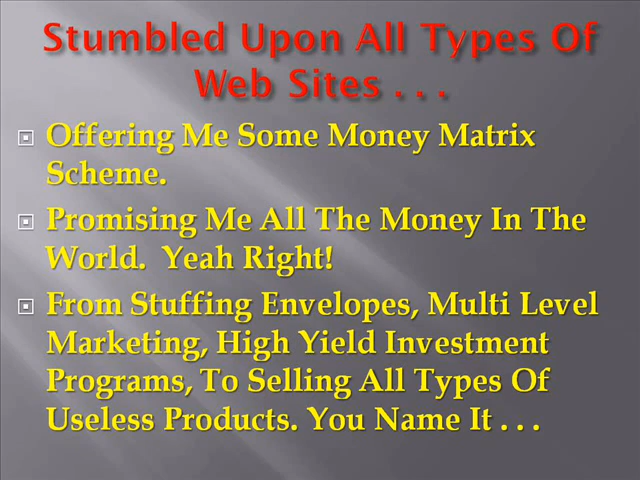 Stumbled Upon All Types Of
Web Sites . . .
Offering Me Some Money Matrix
Scheme.
Promising Me All The Money In The
World.  Yeah Right!
From Stuffing Envelopes, Multi Level
Marketing, High Yield Investment
Programs, To Selling All Types Of
Useless Products. You Name It . . .